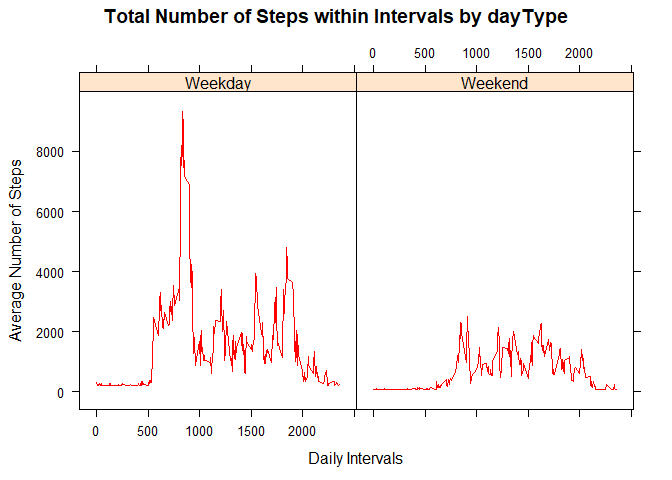 Total Number of Steps within Intervals by dayType
0 500 1000 1500 2000
Weekday Weekend
Average Number of Steps
8000
6000
4000
2000
0
0 500 1000 1500 2000
Daily Intervals